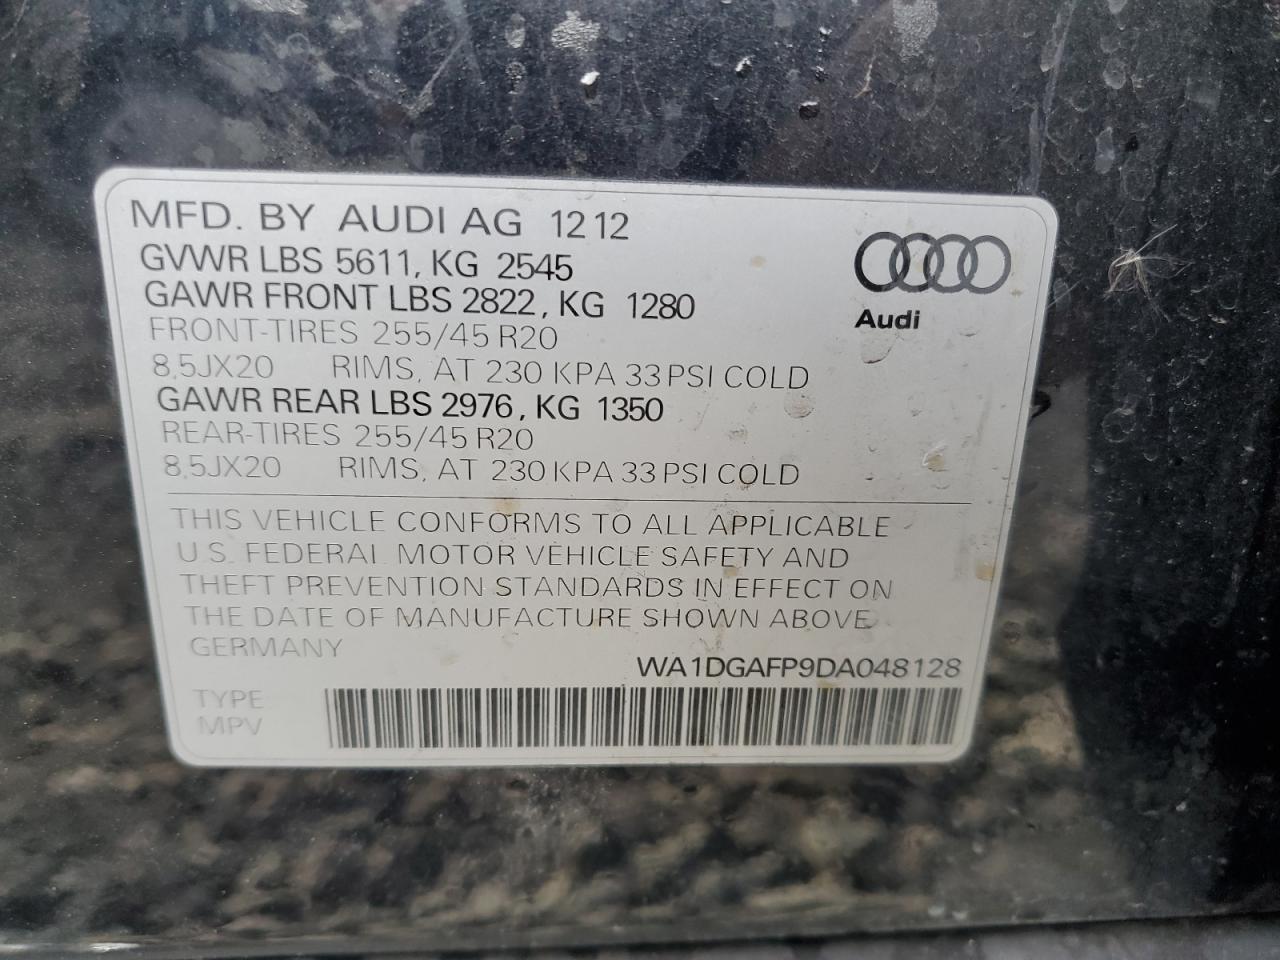 MFD. BY AUDI AG 12 12
GVWR LBS 5611, KG 2545
GAWR FRONT LBS 2822, KG 1280
FRONT-TIRES 255/45 R20
8,5JX20 RIMS, AT 230 KPA 33 PSI COLD
GAWR REAR LBS 2976, KG 1350
REAR-TIRES 255/45 R20
8,5JX20 RIMS, AT 230 KPA 33 PSI COLD
Audi
THIS VEHICLE CONFORMS TO ALL APPLICABLE
U.S. FEDERAL MOTOR VEHICLE SAFETY AND
THEFT PREVENTION STANDARDS IN EFFECT ON
THE DATE OF MANUFACTURE SHOWN ABOVE
GERMANY
WA1DGAFP9DA048128
TYPE
MPV